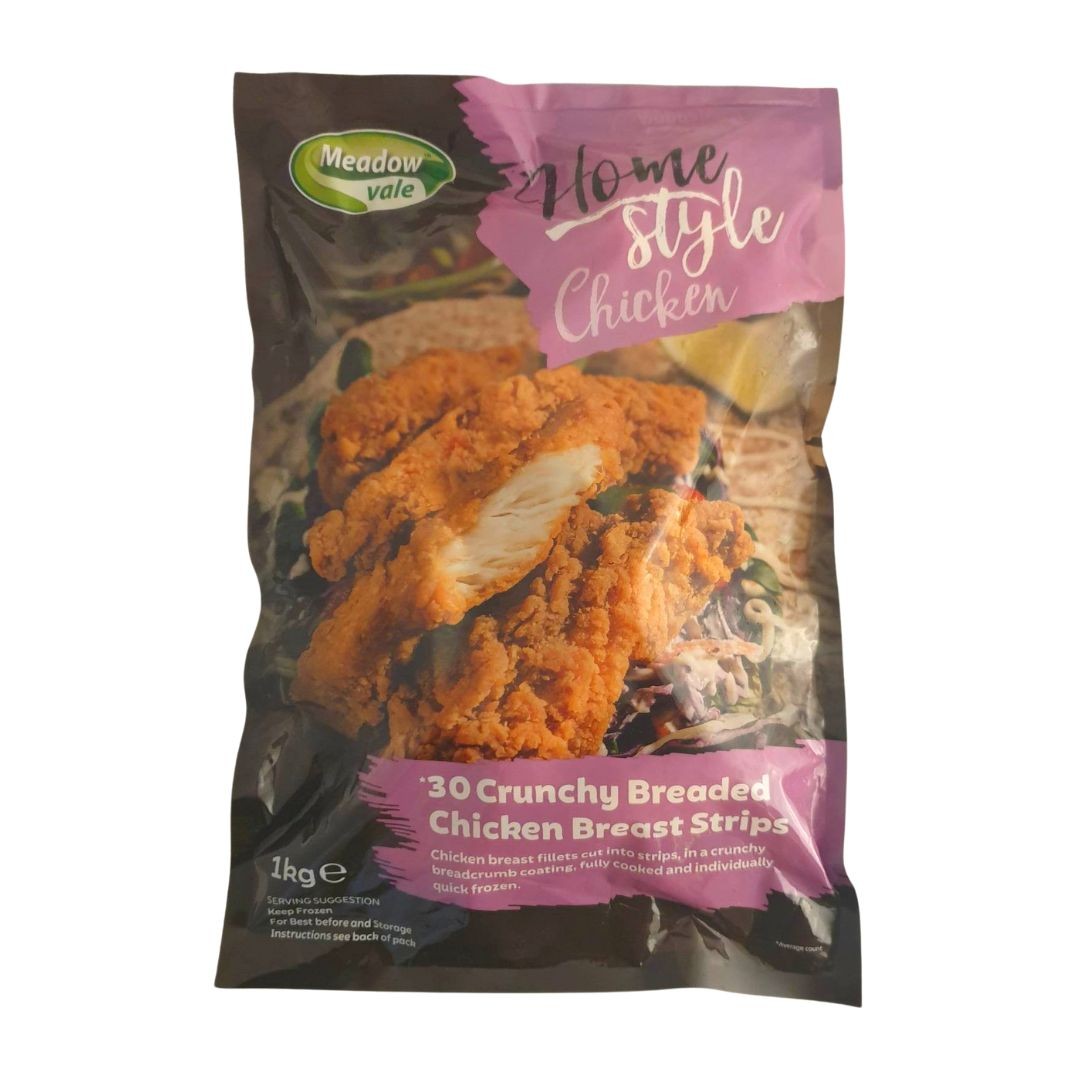 Meadow™
vale
Home
style
Chicken
*30 Crunchy Breaded
Chicken Breast Strips
Chicken breast fillets cut into strips, in a crunchy
breadcrumb coating, fully cooked and individually
quick frozen.
1kg℮
SERVING SUGGESTION
Keep Frozen
For Best before and Storage
Instructions see back of pack
*Average count